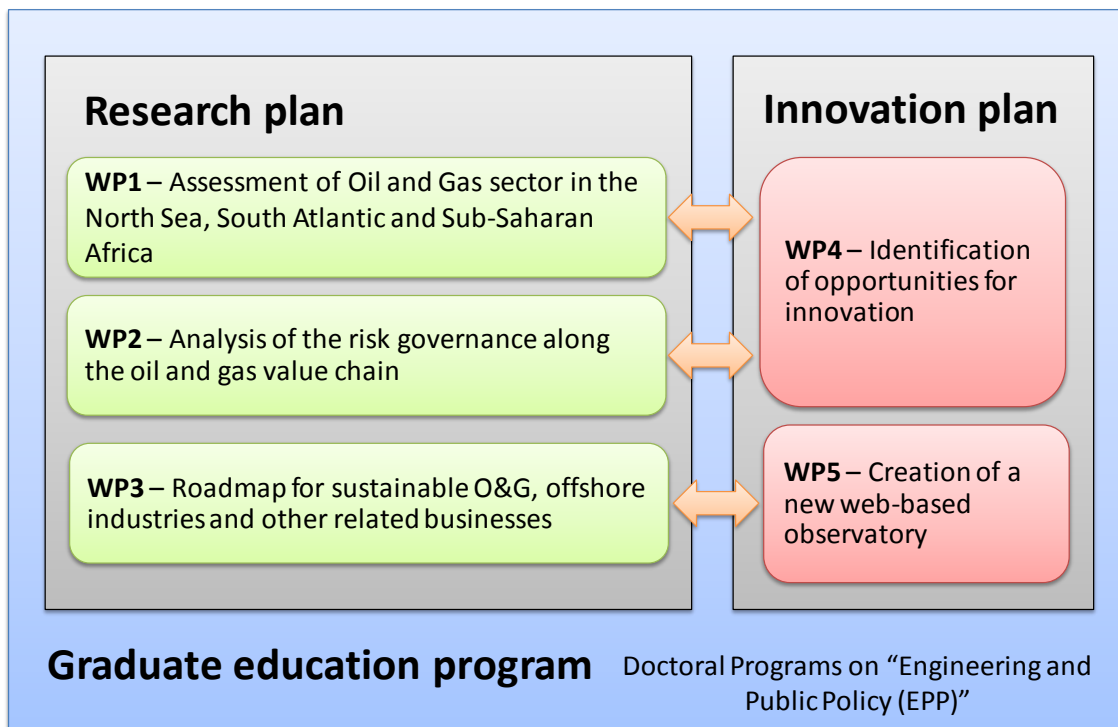 Research plan
WP1 – Assessment of Oil and Gas sector in the
North Sea, South Atlantic and Sub-Saharan
Africa
WP2 – Analysis of the risk governance along
the oil and gas value chain
WP3 – Roadmap for sustainable O&G, offshore
industries and other related businesses
Innovation plan
WP4 – Identification
of opportunities for
innovation
WP5 – Creation of a
new web-based
observatory
Graduate education program
Doctoral Programs on “Engineering and
Public Policy (EPP)”